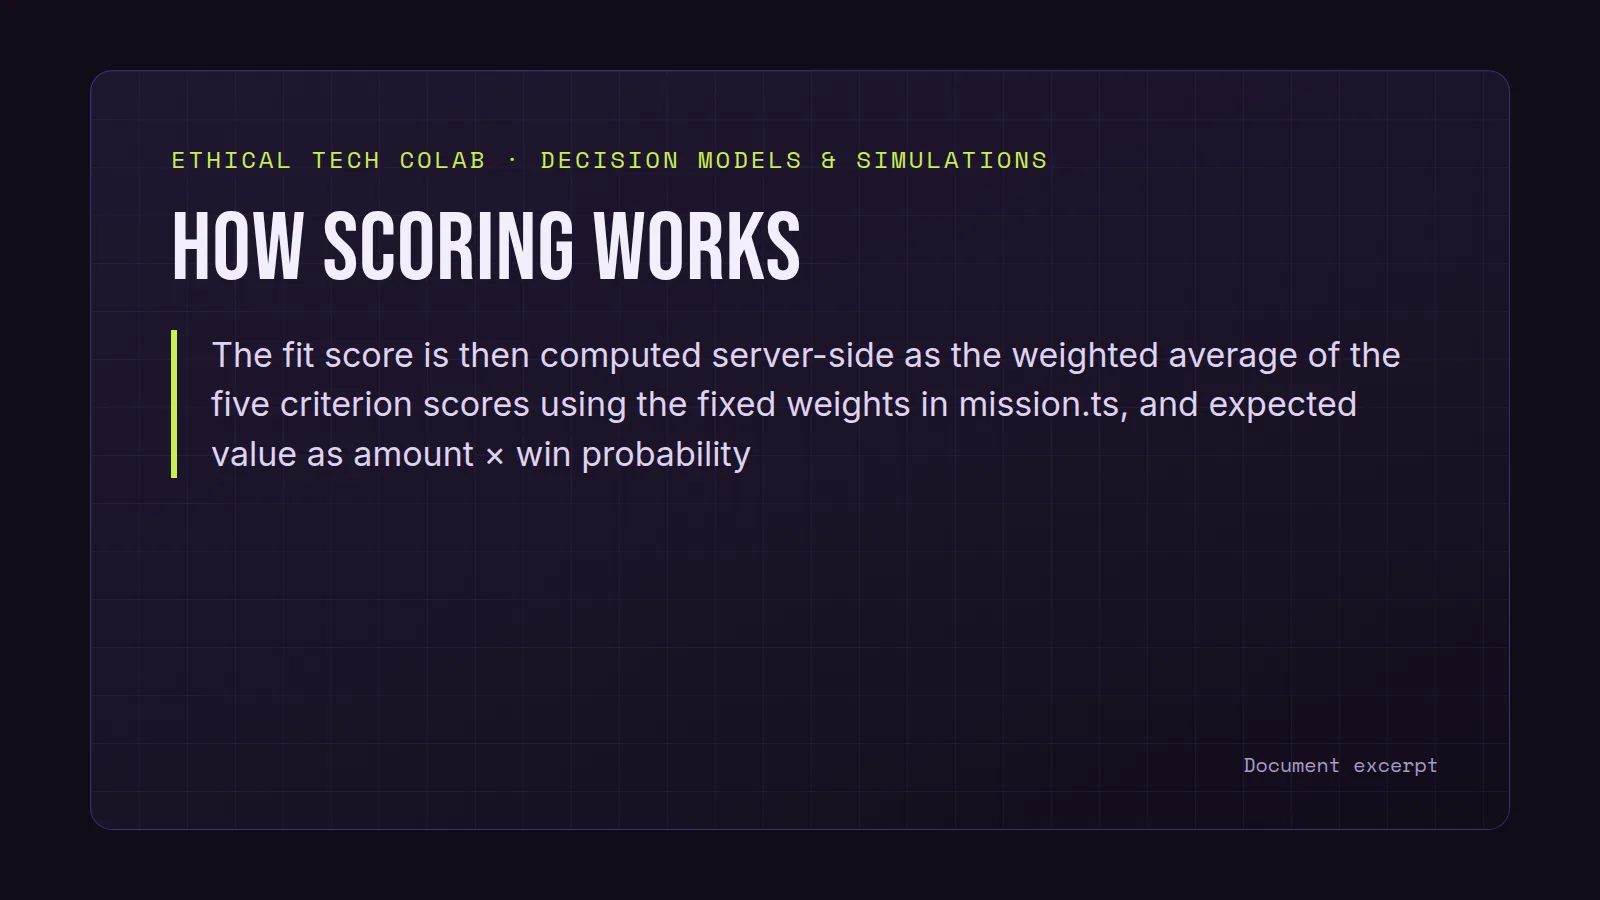 ETHICAL TECH COLAB · DECISION MODELS & SIMULATIONS
HOW SCORING WORKS
The fit score is then computed server-side as the weighted average of the
five criterion scores using the fixed weights in mission.ts, and expected
value as amount × win probability
Document excerpt